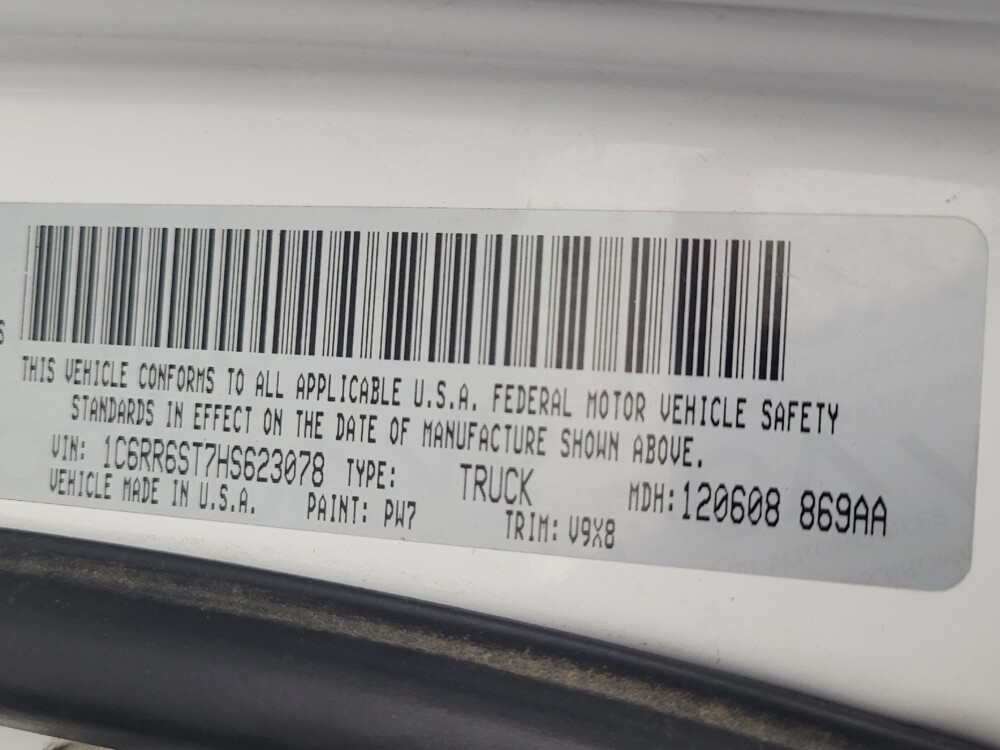 THIS VEHICLE CONFORMS TO ALL APPLICABLE U.S.A. FEDERAL MOTOR VEHICLE SAFETY
STANDARDS IN EFFECT ON THE DATE OF MANUFACTURE SHOWN ABOVE.
VIN: 1C6RR6ST7HS623078 TYPE: TRUCK MDH: 120608 869AA
VEHICLE MADE IN U.S.A. PAINT: PW7 TRIM: V9X8